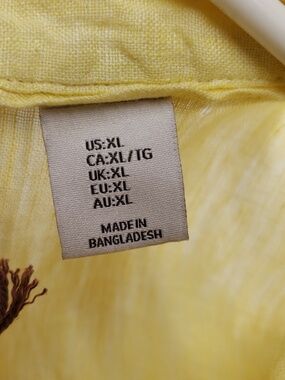 US:XL
CA:XL/TG
UK:XL
EU:XL
AU:XL
MADE IN
BANGLADESH